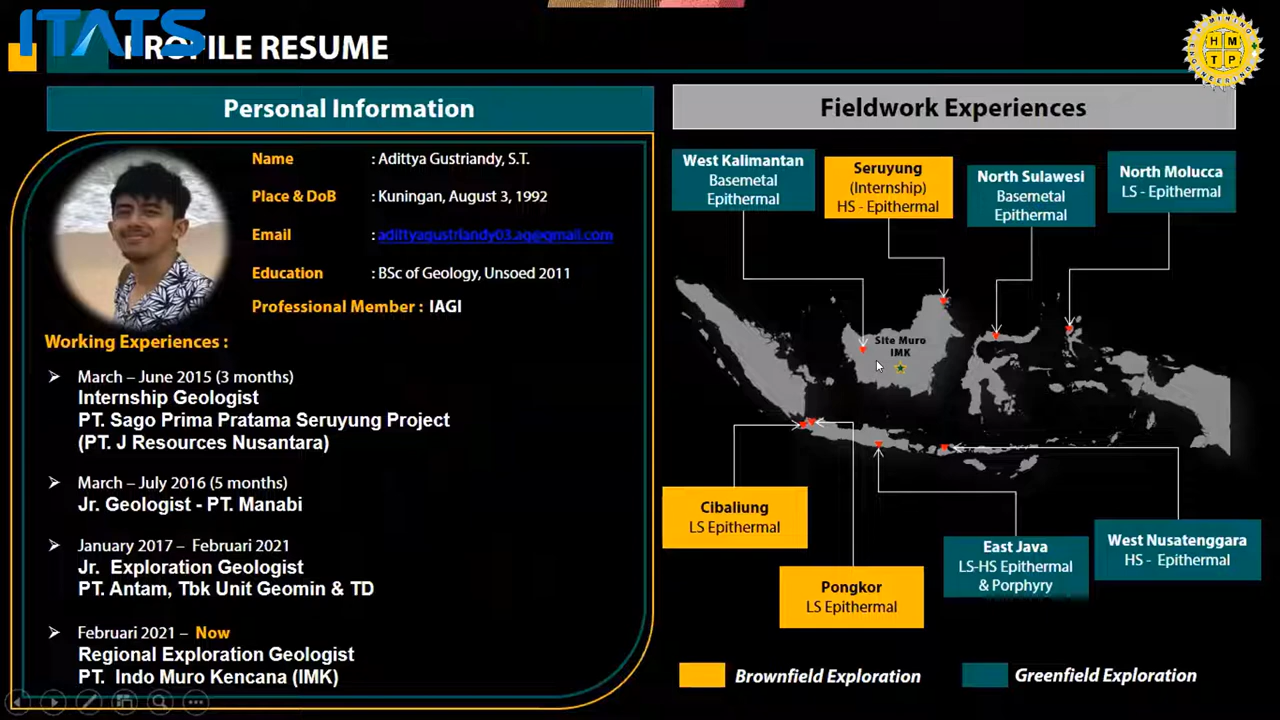 ITATS
PROFILE RESUME
H M
T P
Personal Information
Name : Adittya Gustriandy, S.T.
Place & DoB : Kuningan, August 3, 1992
Email : adittyagustriandy03.ag@gmail.com
Education : BSc of Geology, Unsoed 2011
Professional Member : IAGI
Working Experiences :
March – June 2015 (3 months)
Internship Geologist
PT. Sago Prima Pratama Seruyung Project
(PT. J Resources Nusantara)
March – July 2016 (5 months)
Jr. Geologist - PT. Manabi
January 2017 – Februari 2021
Jr. Exploration Geologist
PT. Antam, Tbk Unit Geomin & TD
Februari 2021 – Now
Regional Exploration Geologist
PT. Indo Muro Kencana (IMK)
Fieldwork Experiences
West Kalimantan
Basemetal
Epithermal
Seruyung
(Internship)
HS - Epithermal
North Sulawesi
Basemetal
Epithermal
North Molucca
LS - Epithermal
Site Muro
IMK
Cibaliung
LS Epithermal
Pongkor
LS Epithermal
East Java
LS-HS Epithermal
& Porphyry
West Nusatenggara
HS - Epithermal
Brownfield Exploration
Greenfield Exploration